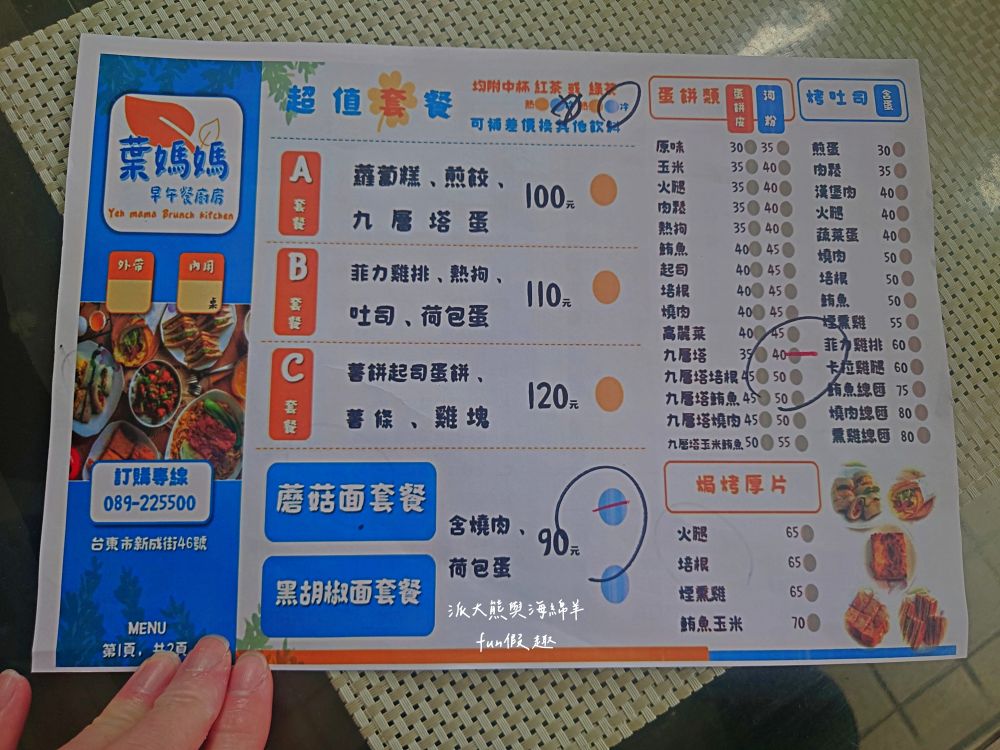 葉媽媽
早午餐廚房
Yeh mama Brunch kitchen
外帶
內用
桌
訂購專線
089-225500
台東市新成街46號
MENU
第1頁，共2頁
超值套餐
均附中杯 紅茶 或 綠茶
熱 冷
可補差價換其他飲料
A套餐
蘿蔔糕、煎餃、
九層塔蛋
100元
B套餐
菲力雞排、熱狗、
吐司、荷包蛋
110元
C套餐
薯餅起司蛋餅、
薯條、雞塊
120元
蘑菇面套餐
黑胡椒面套餐
含燒肉、
荷包蛋
90元
蛋餅類 蛋餅皮 河粉
原味 30 35
玉米 35 40
火腿 35 40
肉鬆 35 40
熱狗 35 40
鮪魚 40 45
起司 40 45
培根 40 45
燒肉 40 45
高麗菜 40 45
九層塔 35 40
九層塔培根 45 50
九層塔鮪魚 45 50
九層塔燒肉 45 50
九層塔玉米鮪魚 50 55
烤吐司 含蛋
煎蛋 30
肉鬆 35
漢堡肉 40
火腿 40
蔬菜蛋 40
燒肉 50
培根 50
鮪魚 50
煙熏雞 55
菲力雞排 60
卡拉雞腿 60
鮪魚總匯 75
燒肉總匯 80
熏雞總匯 80
焗烤厚片
火腿 65
培根 65
煙熏雞 65
鮪魚玉米 70
派大熊與海綿羊
fun假趣